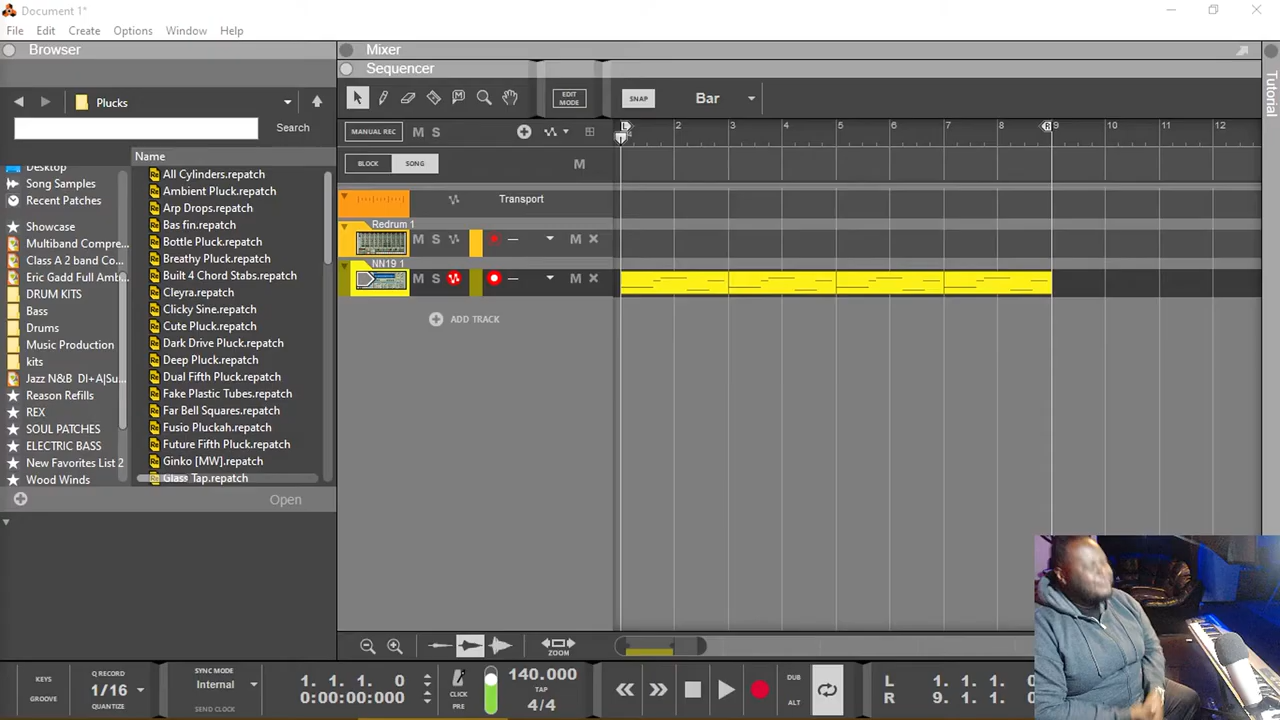 Document 1*
File Edit Create Options Window Help
Browser
Mixer
Sequencer
Tutorial
Plucks
EDIT MODE
SNAP
Bar
Search
MANUAL REC M S
2 3 4 5 6 7 8 9 10 11 12
L
R
Name
BLOCK SONG M
Desktop
Song Samples
Recent Patches
Showcase
Multiband Compre...
Class A 2 band Co...
Eric Gadd Full Amb...
DRUM KITS
Bass
Drums
Music Production
kits
Jazz N&B DI+A|Su...
Reason Refills
REX
SOUL PATCHES
ELECTRIC BASS
New Favorites List 2
Wood Winds
All Cylinders.repatch
Ambient Pluck.repatch
Arp Drops.repatch
Bas fin.repatch
Bottle Pluck.repatch
Breathy Pluck.repatch
Built 4 Chord Stabs.repatch
Cleyra.repatch
Clicky Sine.repatch
Cute Pluck.repatch
Dark Drive Pluck.repatch
Deep Pluck.repatch
Dual Fifth Pluck.repatch
Fake Plastic Tubes.repatch
Far Bell Squares.repatch
Fusio Pluckah.repatch
Future Fifth Pluck.repatch
Ginko [MW].repatch
Glass Tap.repatch
Transport
Redrum 1
M S M
NN19 1
M S M
ADD TRACK
Open
ZOOM
KEYS
GROOVE
Q RECORD
1/16
QUANTIZE
SYNC MODE
Internal
SEND CLOCK
1. 1. 1. 0
0:00:00:000
CLICK
PRE
140.000
TAP
4/4
DUB
ALT
L 1. 1. 1. 0
R 9. 1. 1. 0